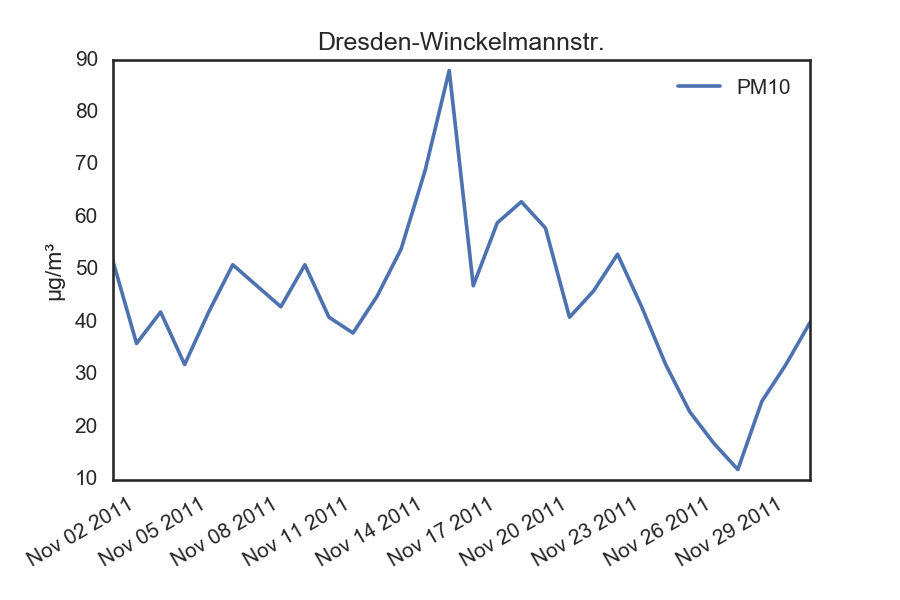 Dresden-Winckelmannstr.
90
80
70
60
50
40
30
20
10
µg/m³
PM10
Nov 02 2011
Nov 05 2011
Nov 08 2011
Nov 11 2011
Nov 14 2011
Nov 17 2011
Nov 20 2011
Nov 23 2011
Nov 26 2011
Nov 29 2011